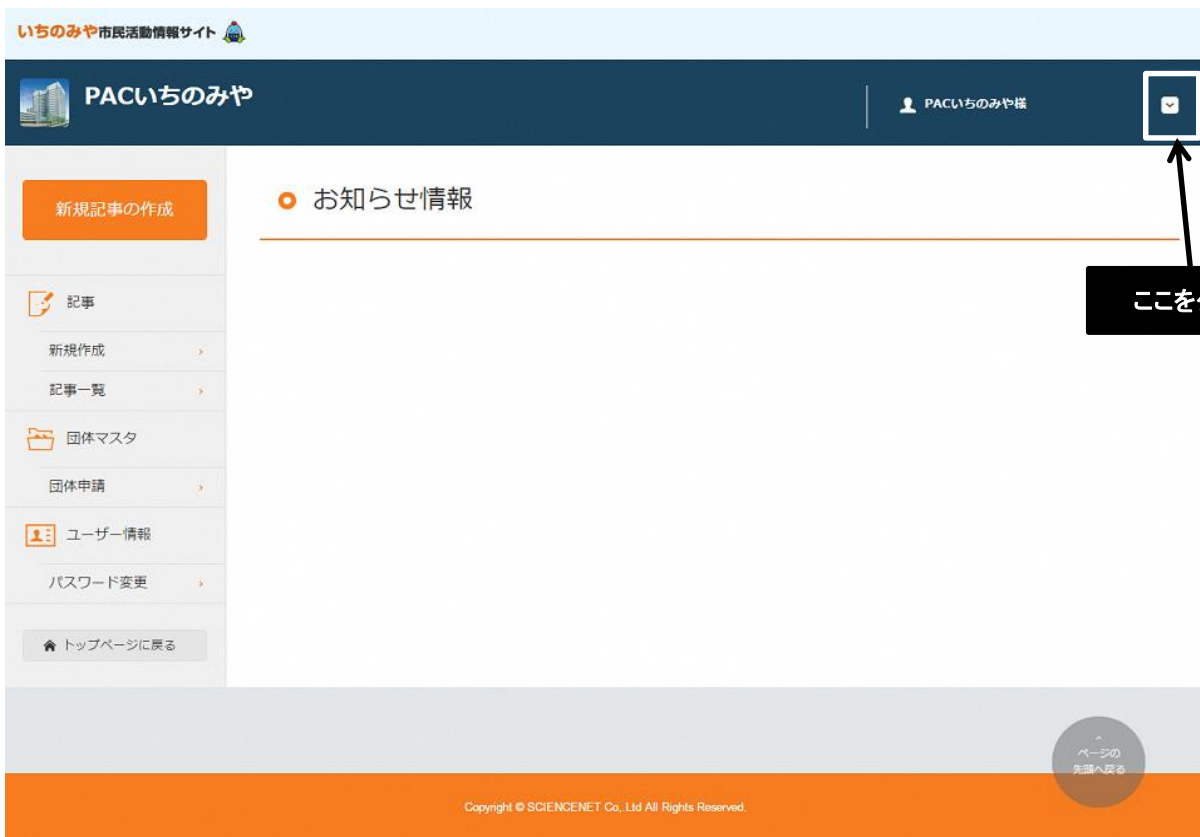 いちのみや市民活動情報サイト
PACいちのみや
PACいちのみや様
新規記事の作成
お知らせ情報
ここを
記事
新規作成
記事一覧
団体マスタ
団体申請
ユーザー情報
パスワード変更
トップページに戻る
ページの
先頭へ戻る
Copyright © SCIENCENET Co,.Ltd All Rights Reserved.